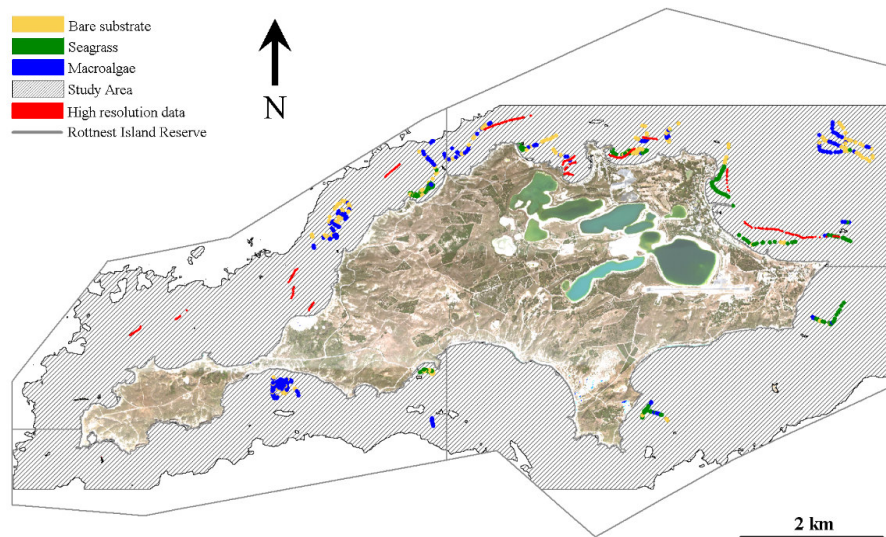 Bare substrate
Seagrass
Macroalgae
Study Area
High resolution data
Rottnest Island Reserve
N
2 km